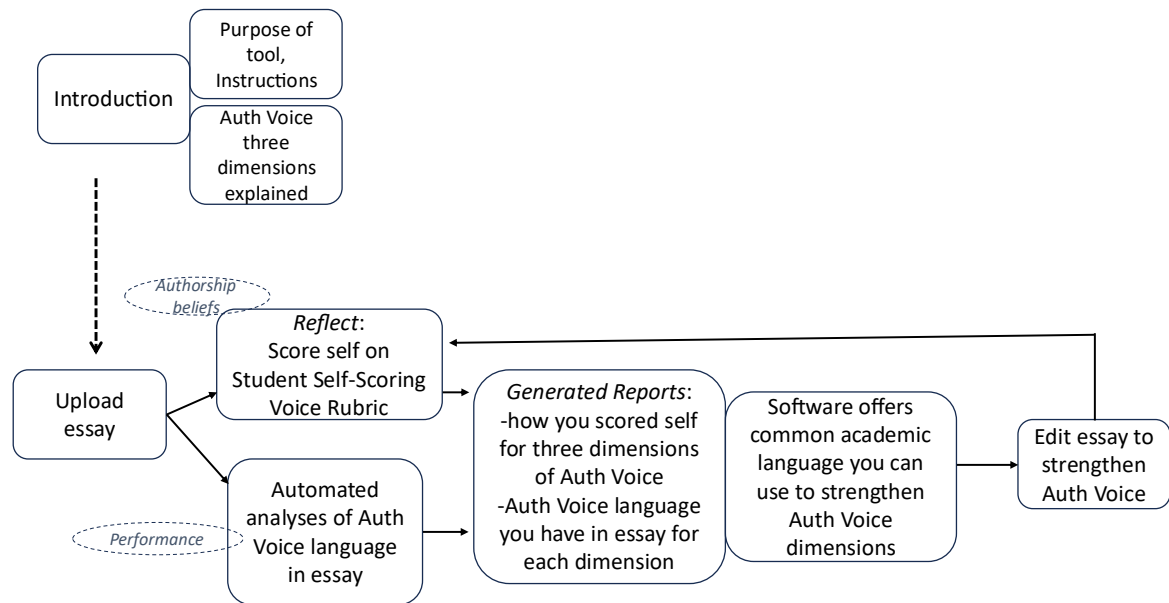 Introduction
Purpose of
tool,
Instructions
Auth Voice
three
dimensions
explained
Authorship
beliefs
Upload
essay
Reflect:
Score self on
Student Self-Scoring
Voice Rubric
Performance
Automated
analyses of Auth
Voice language
in essay
Generated Reports:
-how you scored self
for three dimensions
of Auth Voice
-Auth Voice language
you have in essay for
each dimension
Software offers
common academic
language you can
use to strengthen
Auth Voice
dimensions
Edit essay to
strengthen
Auth Voice